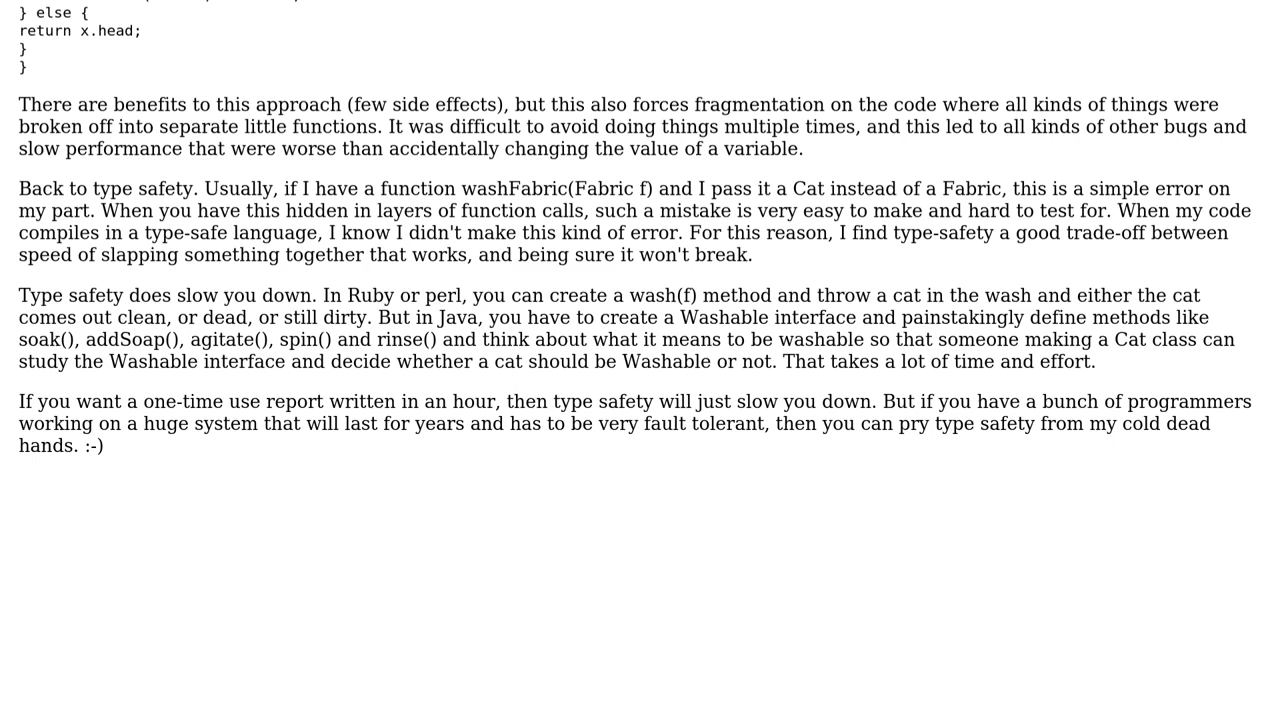 } else {
return x.head;
}
}
There are benefits to this approach (few side effects), but this also forces fragmentation on the code where all kinds of things were
broken off into separate little functions. It was difficult to avoid doing things multiple times, and this led to all kinds of other bugs and
slow performance that were worse than accidentally changing the value of a variable.
Back to type safety. Usually, if I have a function washFabric(Fabric f) and I pass it a Cat instead of a Fabric, this is a simple error on
my part. When you have this hidden in layers of function calls, such a mistake is very easy to make and hard to test for. When my code
compiles in a type-safe language, I know I didn't make this kind of error. For this reason, I find type-safety a good trade-off between
speed of slapping something together that works, and being sure it won't break.
Type safety does slow you down. In Ruby or perl, you can create a wash(f) method and throw a cat in the wash and either the cat
comes out clean, or dead, or still dirty. But in Java, you have to create a Washable interface and painstakingly define methods like
soak(), addSoap(), agitate(), spin() and rinse() and think about what it means to be washable so that someone making a Cat class can
study the Washable interface and decide whether a cat should be Washable or not. That takes a lot of time and effort.
If you want a one-time use report written in an hour, then type safety will just slow you down. But if you have a bunch of programmers
working on a huge system that will last for years and has to be very fault tolerant, then you can pry type safety from my cold dead
hands. :-)